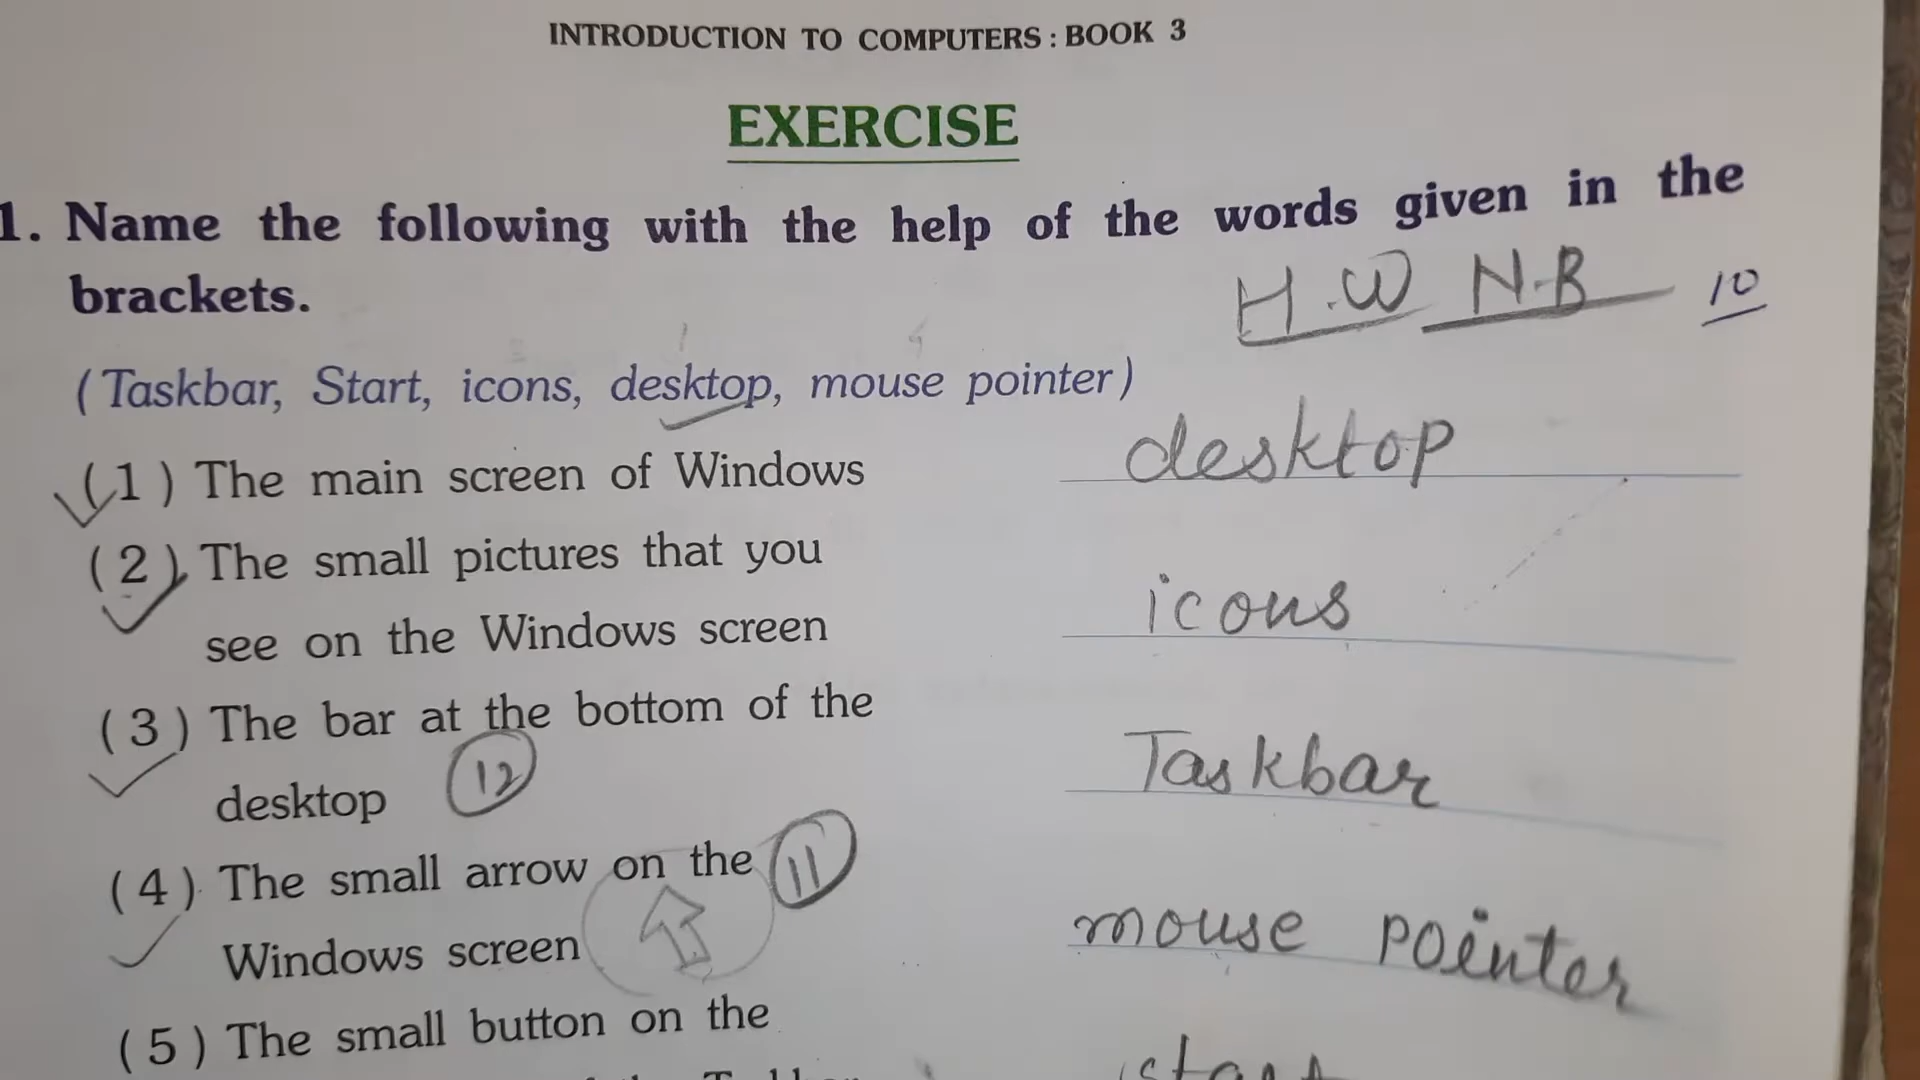 INTRODUCTION TO COMPUTERS : BOOK 3
EXERCISE
1. Name the following with the help of the words given in the
brackets.
H.W N.B 10
(Taskbar, Start, icons, desktop, mouse pointer)
(1) The main screen of Windows desktop
(2) The small pictures that you
see on the Windows screen icons
(3) The bar at the bottom of the
desktop 12 Taskbar
(4) The small arrow on the 11
Windows screen mouse pointer
(5) The small button on the
start